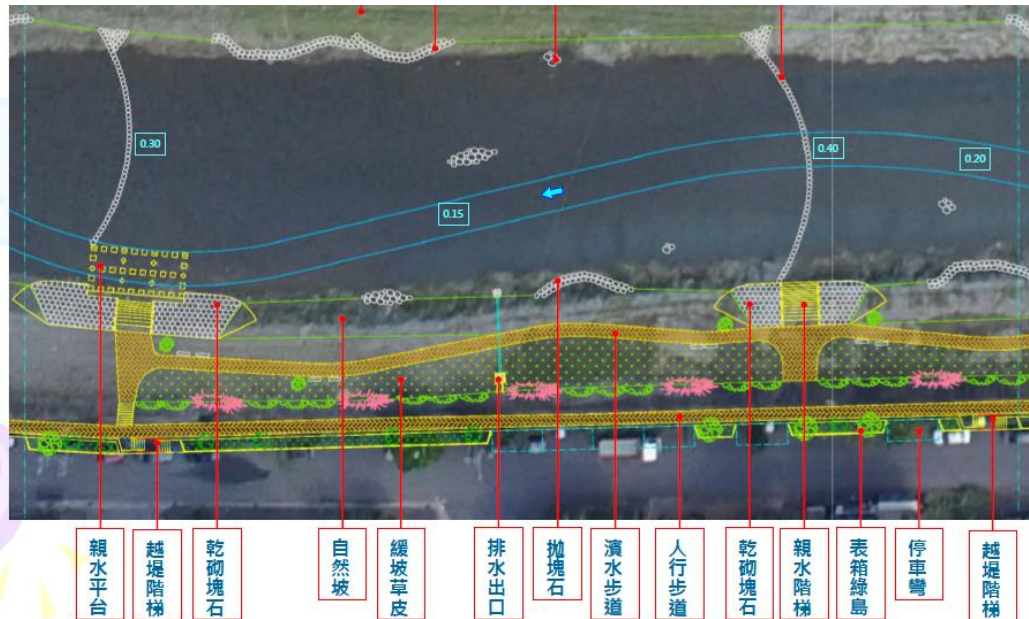 0.30
0.40
0.20
0.15
親水平台
越堤階梯
乾砌塊石
自然坡
緩坡草皮
排水出口
拋塊石
濱水步道
人行步道
乾砌塊石
親水階梯
表箱綠島
停車彎
越堤階梯